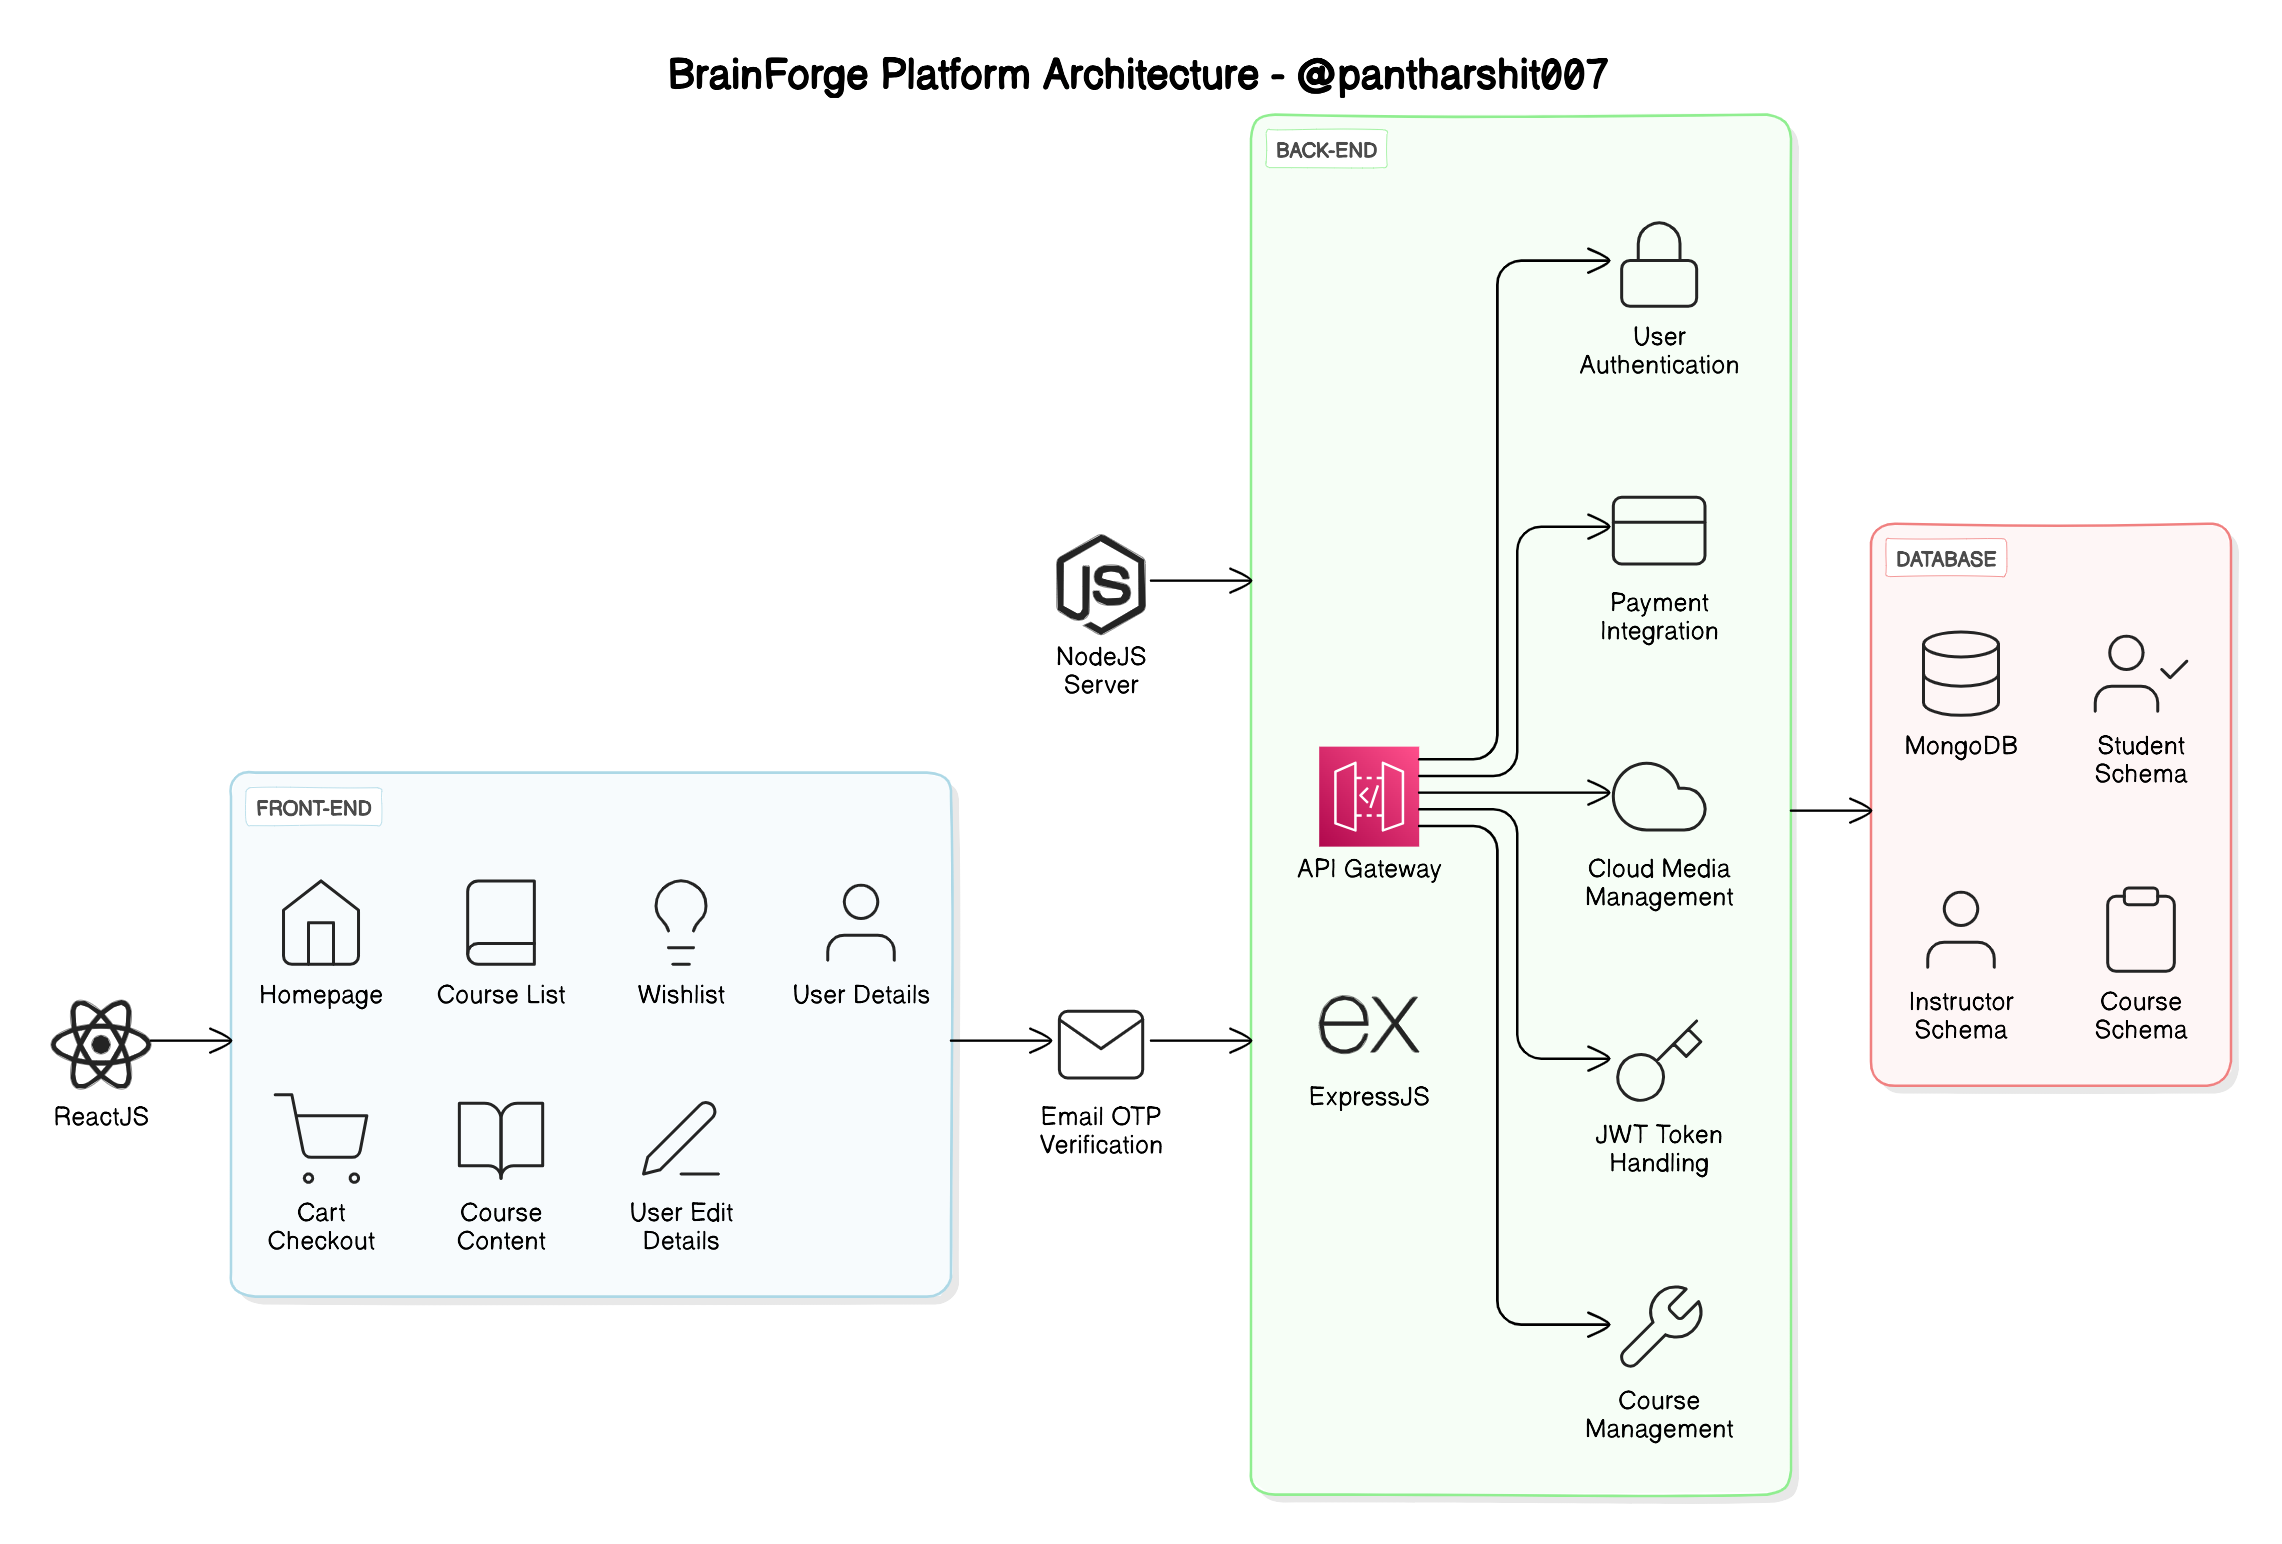 BrainForge Platform Architecture - @pantharshit007
BACK-END
User
Authentication
Payment
Integration
JS
NodeJS
Server
DATABASE
MongoDB
Student
Schema
FRONT-END
</>
API Gateway
Cloud Media
Management
Homepage
Course List
Wishlist
User Details
Instructor
Schema
Course
Schema
ex
ExpressJS
ReactJS
Email OTP
Verification
JWT Token
Handling
Cart
Checkout
Course
Content
User Edit
Details
Course
Management